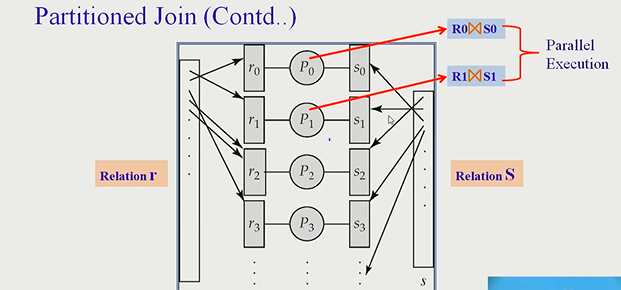 Partitioned Join (Contd..)
R0⋈S0
Parallel
Execution
R1⋈S1
r0 P0 s0
r1 P1 s1
r2 P2 s2
r3 P3 s3
Relation r
Relation S
s